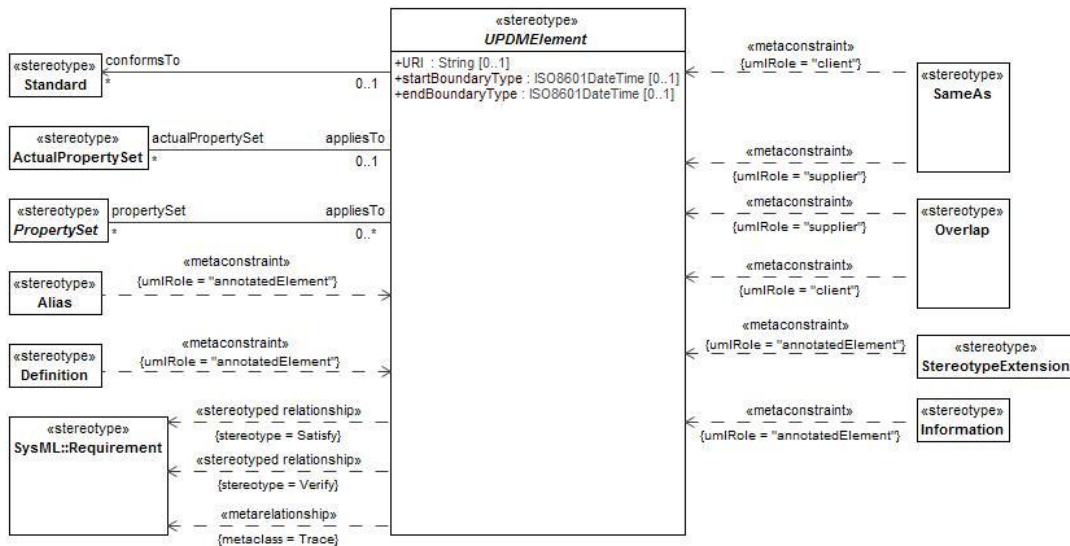 «stereotype»
UPDMElement
+URI : String [0..1]
+startBoundaryType : ISO8601DateTime [0..1]
+endBoundaryType : ISO8601DateTime [0..1]
«stereotype»
Standard
conformsTo
*
0..1
«stereotype»
ActualPropertySet
actualPropertySet
*
appliesTo
0..1
«stereotype»
PropertySet
propertySet
*
appliesTo
0..*
«stereotype»
Alias
«metaconstraint»
{umlRole = "annotatedElement"}
«stereotype»
Definition
«metaconstraint»
{umlRole = "annotatedElement"}
«stereotype»
SysML::Requirement
«stereotyped relationship»
{stereotype = Satisfy}
«stereotyped relationship»
{stereotype = Verify}
«metarelationship»
{metaclass = Trace}
«metaconstraint»
{umlRole = "client"}
«stereotype»
SameAs
«metaconstraint»
{umlRole = "supplier"}
«metaconstraint»
{umlRole = "supplier"}
«stereotype»
Overlap
«metaconstraint»
{umlRole = "client"}
«metaconstraint»
{umlRole = "annotatedElement"}
«stereotype»
StereotypeExtension
«metaconstraint»
{umlRole = "annotatedElement"}
«stereotype»
Information